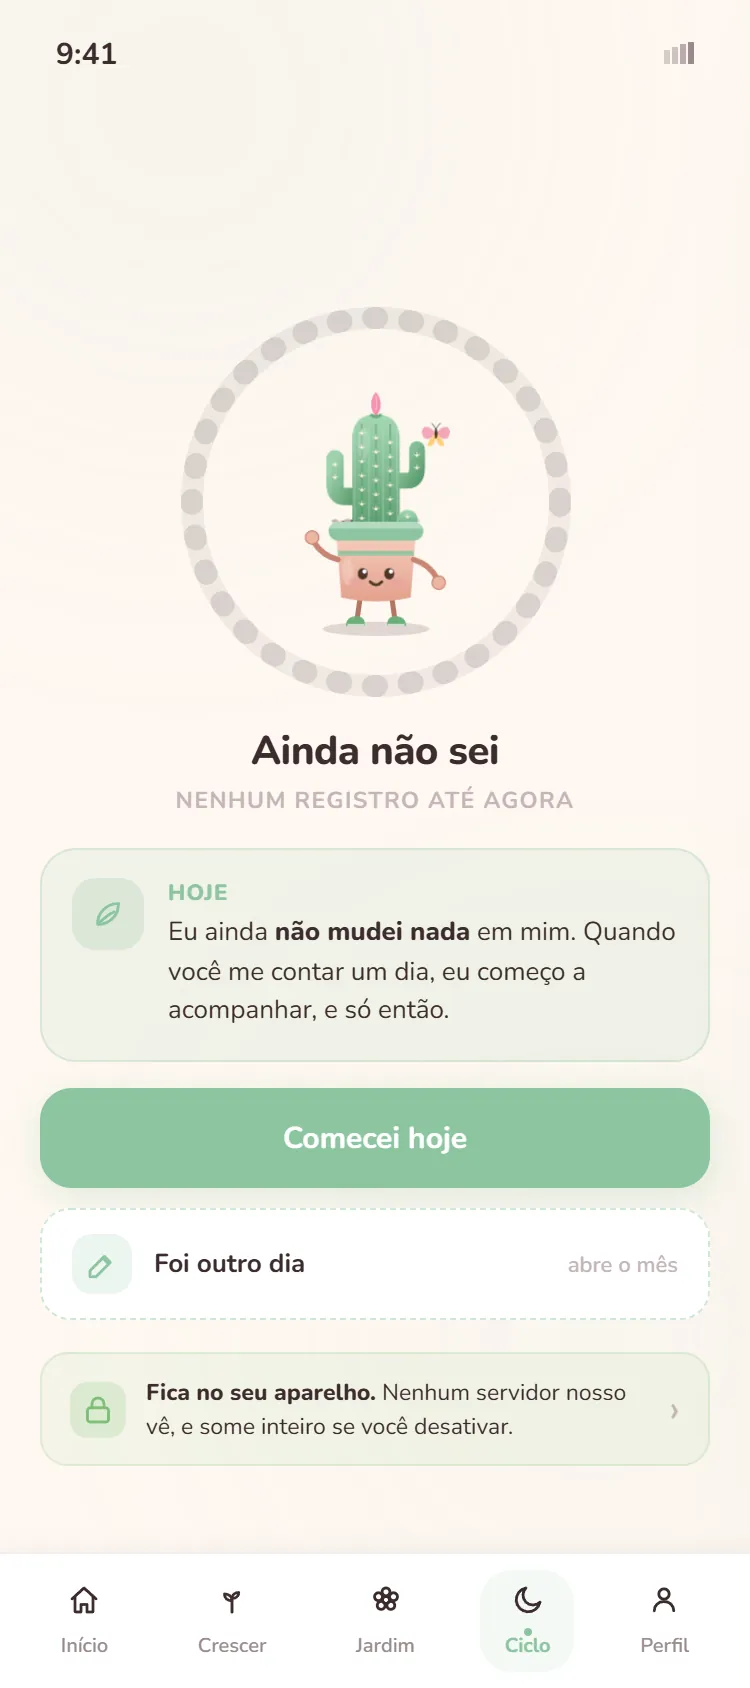 9:41
Ainda não sei
NENHUM REGISTRO ATÉ AGORA
HOJE
Eu ainda não mudei nada em mim. Quando
você me contar um dia, eu começo a
acompanhar, e só então.
Comecei hoje
Foi outro dia
abre o mês
Fica no seu aparelho. Nenhum servidor nosso
vê, e some inteiro se você desativar.
Início
Crescer
Jardim
Ciclo
Perfil